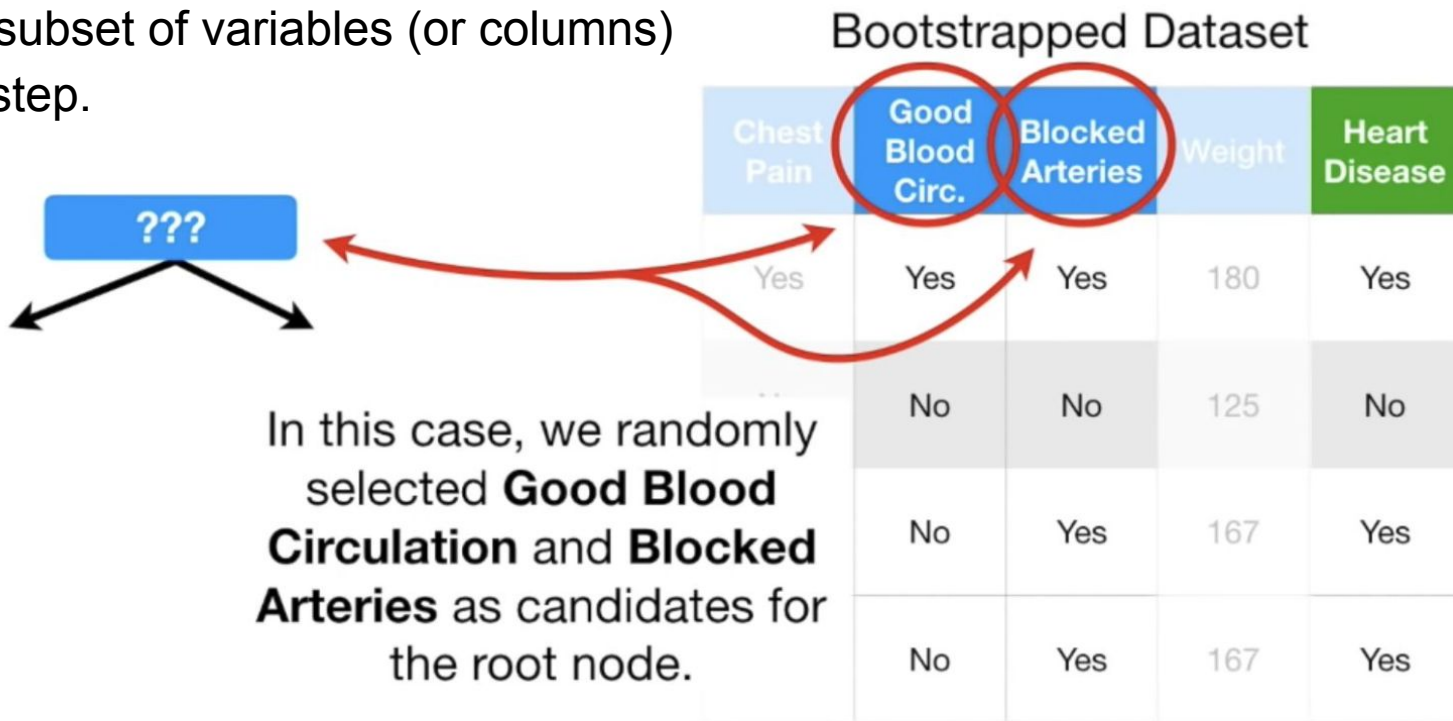 subset of variables (or columns)
step.
Bootstrapped Dataset
Chest Pain
Good Blood Circ.
Blocked Arteries
Weight
Heart Disease
???
Yes Yes Yes 180 Yes
No No 125 No
No Yes 167 Yes
No Yes 167 Yes
In this case, we randomly
selected Good Blood
Circulation and Blocked
Arteries as candidates for
the root node.